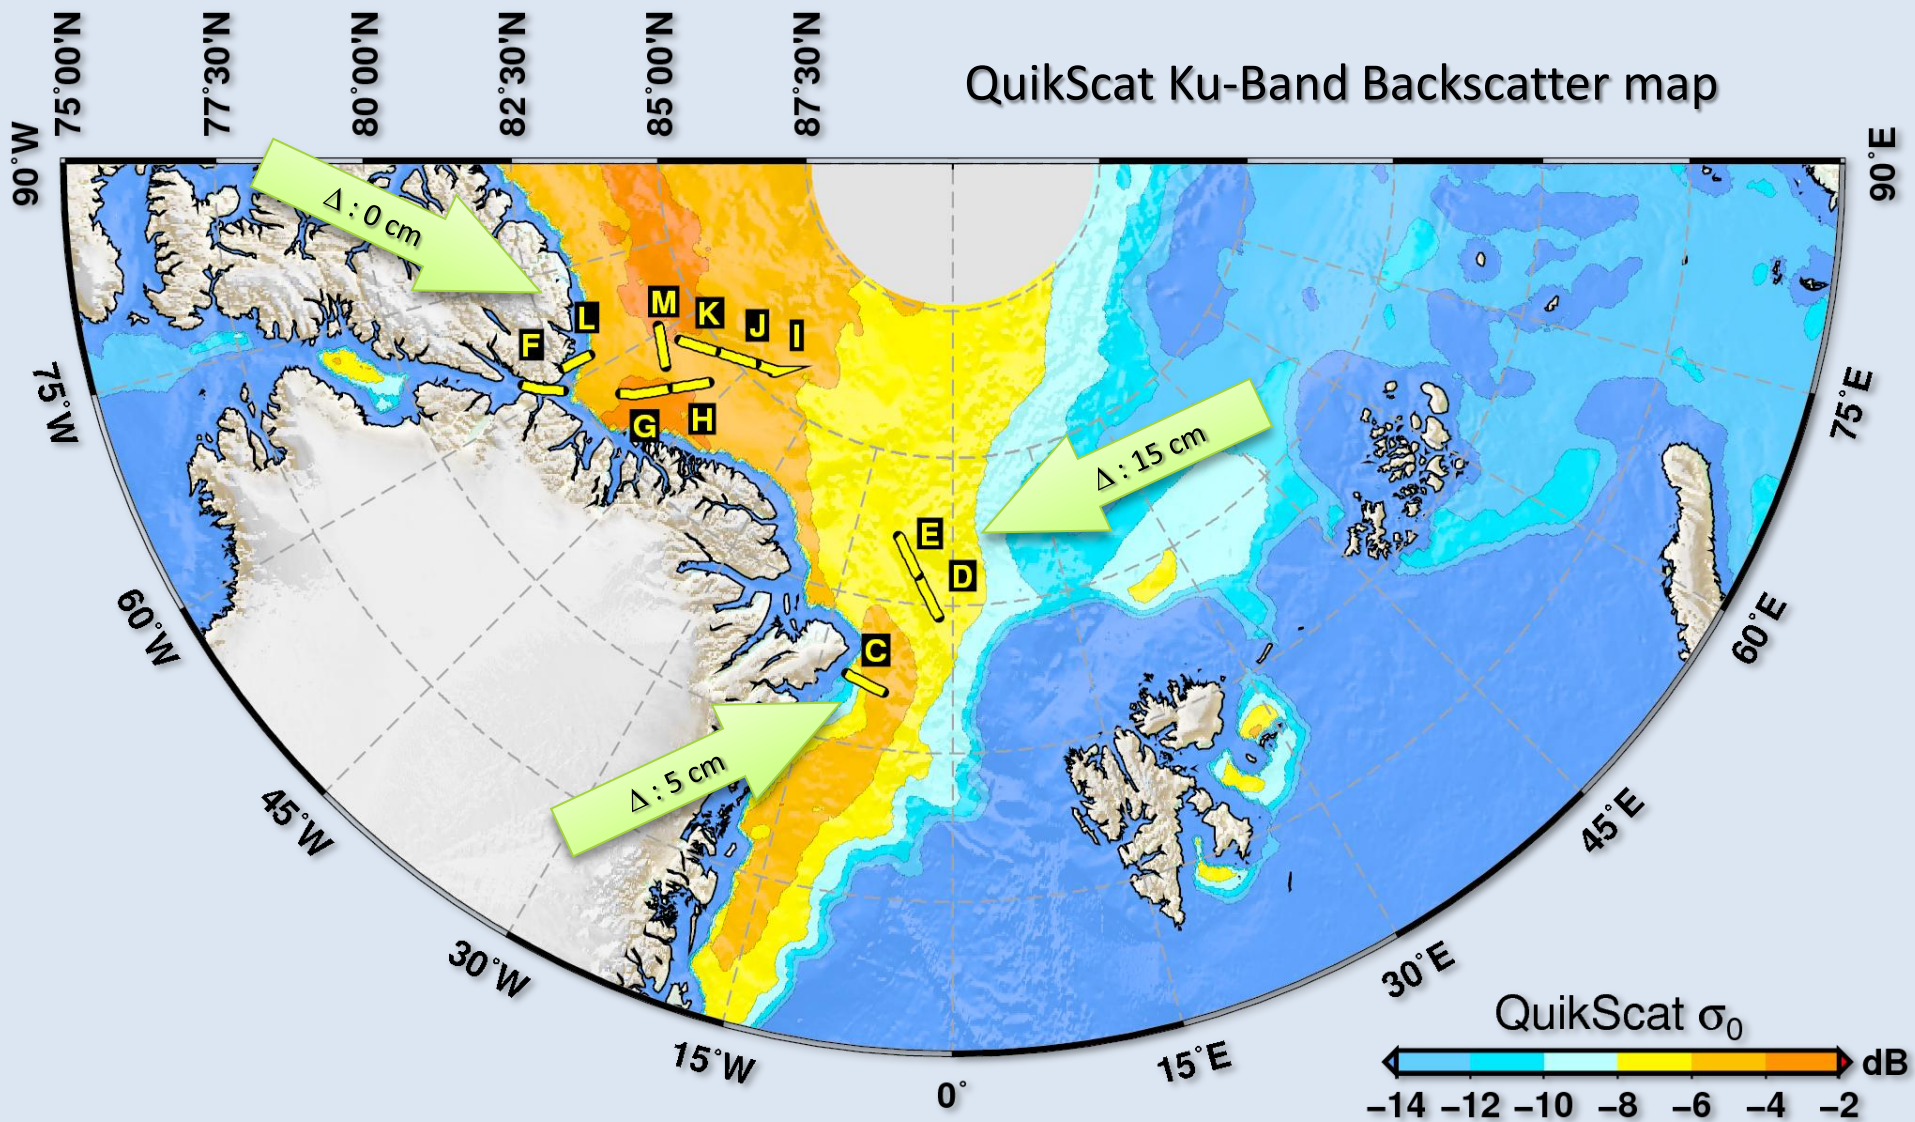 75°00'N
77°30'N
80°00'N
82°30'N
85°00'N
87°30'N
QuikScat Ku-Band Backscatter map
90°W
90°E
Δ : 0 cm
L
M
K
J
I
F
G
H
75°W
75°E
Δ : 15 cm
E
D
C
60°W
60°E
Δ : 5 cm
45°W
45°E
30°W
30°E
15°W
15°E
0°
QuikScat σ0
dB
−14 −12 −10 −8 −6 −4 −2